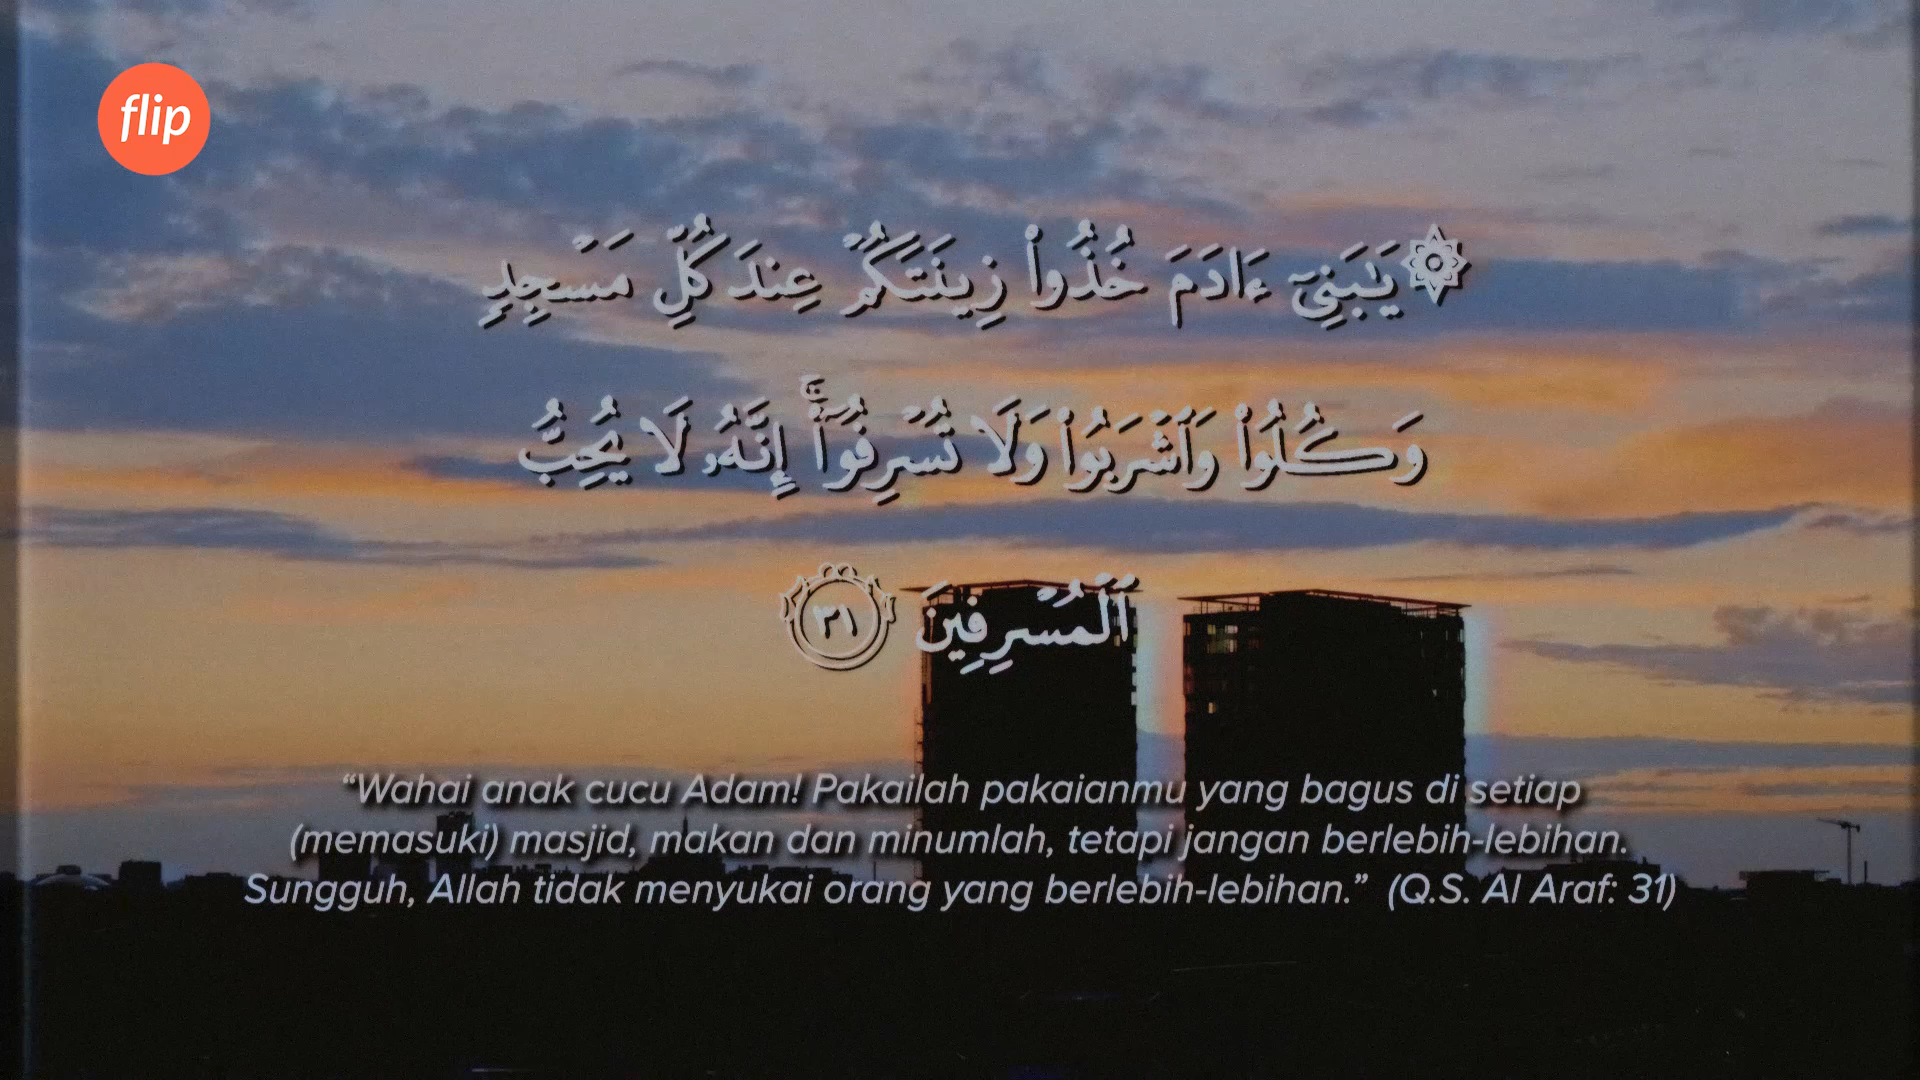 flip
۞ يَـٰبَنِىٓ ءَادَمَ خُذُوا۟ زِينَتَكُمْ عِندَ كُلِّ مَسْجِدٍ
وَكُلُوا۟ وَٱشْرَبُوا۟ وَلَا تُسْرِفُوٓا۟ ۚ إِنَّهُۥ لَا يُحِبُّ
ٱلْمُسْرِفِينَ ٣١
“Wahai anak cucu Adam! Pakailah pakaianmu yang bagus di setiap
(memasuki) masjid, makan dan minumlah, tetapi jangan berlebih-lebihan.
Sungguh, Allah tidak menyukai orang yang berlebih-lebihan.” (Q.S. Al Araf: 31)